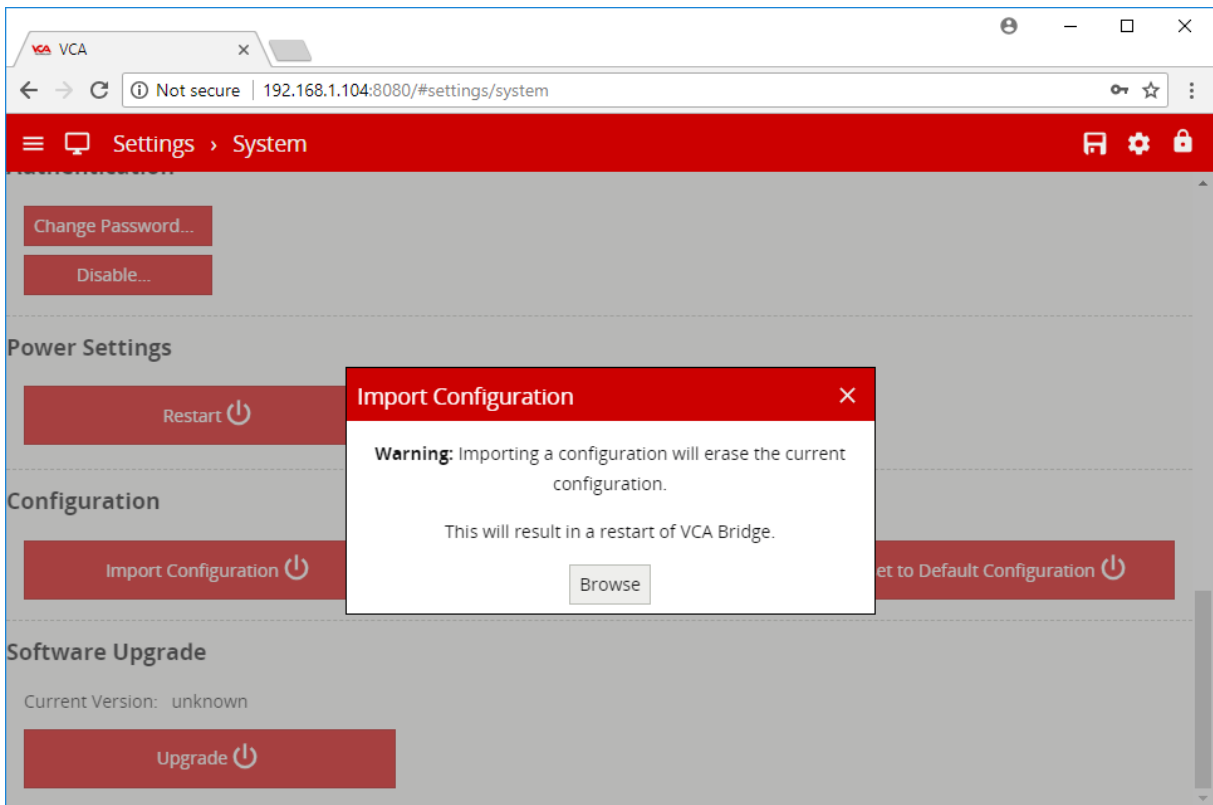 VCA VCA
Not secure 192.168.1.104:8080/#settings/system
Settings › System
Authentication
Change Password...
Disable...
Power Settings
Restart
Import Configuration
Warning: Importing a configuration will erase the current
configuration.
This will result in a restart of VCA Bridge.
Browse
Configuration
Import Configuration
et to Default Configuration
Software Upgrade
Current Version: unknown
Upgrade